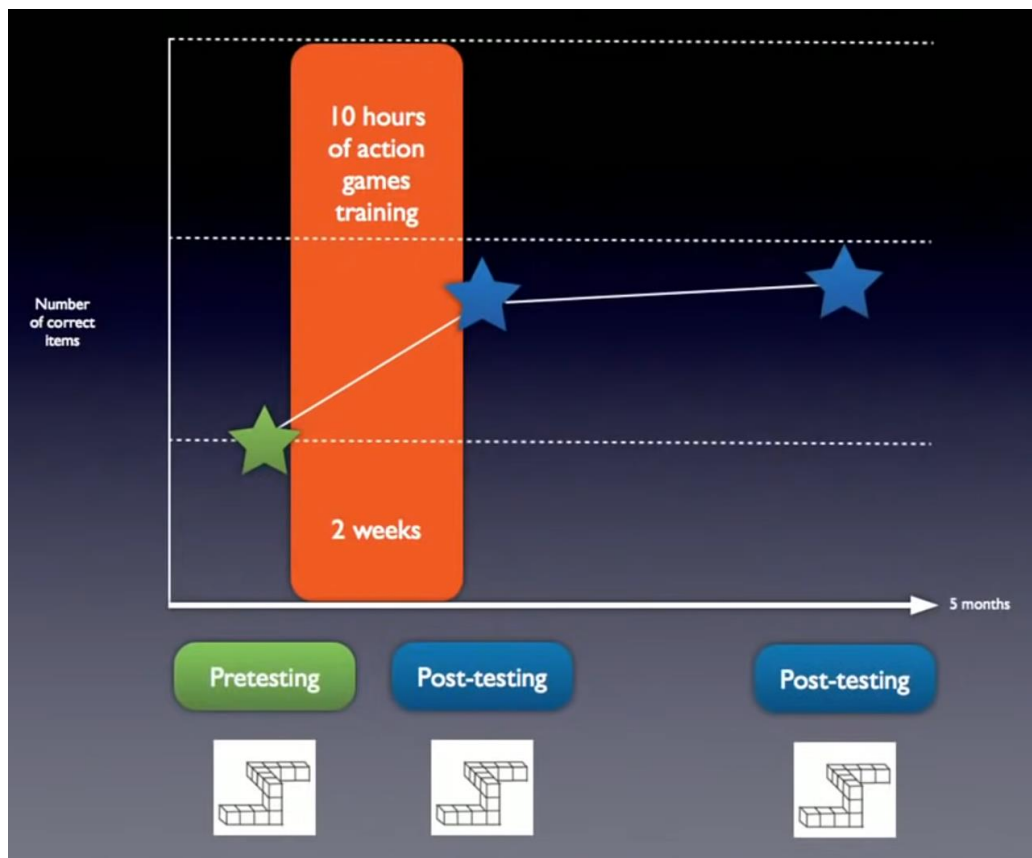 10 hours
of action
games
training
Number
of correct
items
2 weeks
5 months
Pretesting
Post-testing
Post-testing